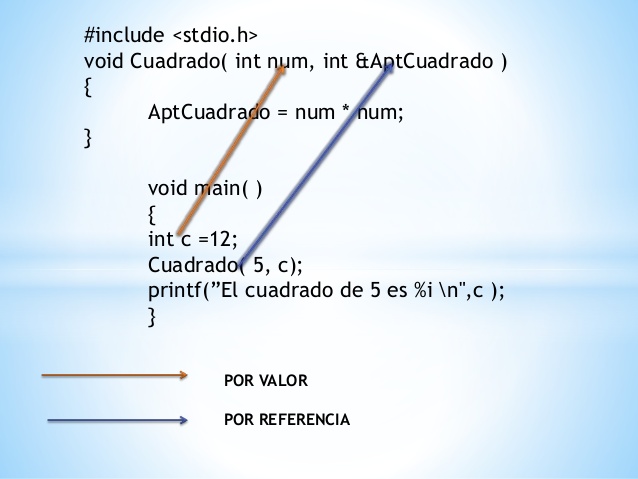 #include <stdio.h>
void Cuadrado( int num, int &AptCuadrado )
{
AptCuadrado = num * num;
}
void main( )
{
int c =12;
Cuadrado( 5, c);
printf(”El cuadrado de 5 es %i \n",c );
}
POR VALOR
POR REFERENCIA